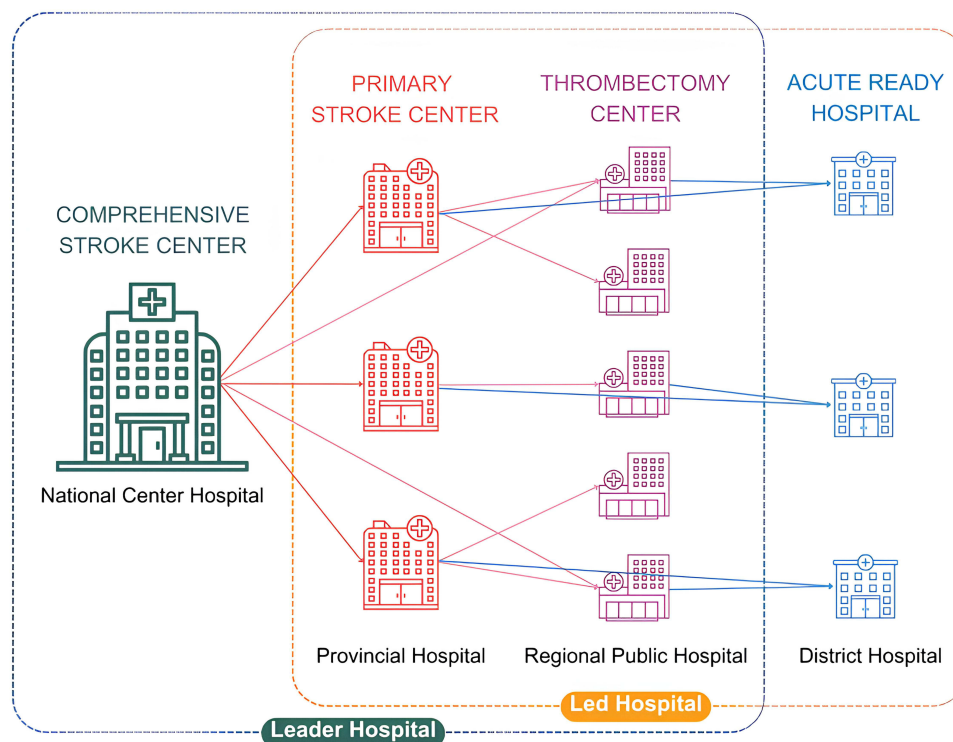 PRIMARY
STROKE CENTER
THROMBECTOMY
CENTER
ACUTE READY
HOSPITAL
COMPREHENSIVE
STROKE CENTER
National Center Hospital
Provincial Hospital
Regional Public Hospital
District Hospital
Led Hospital
Leader Hospital